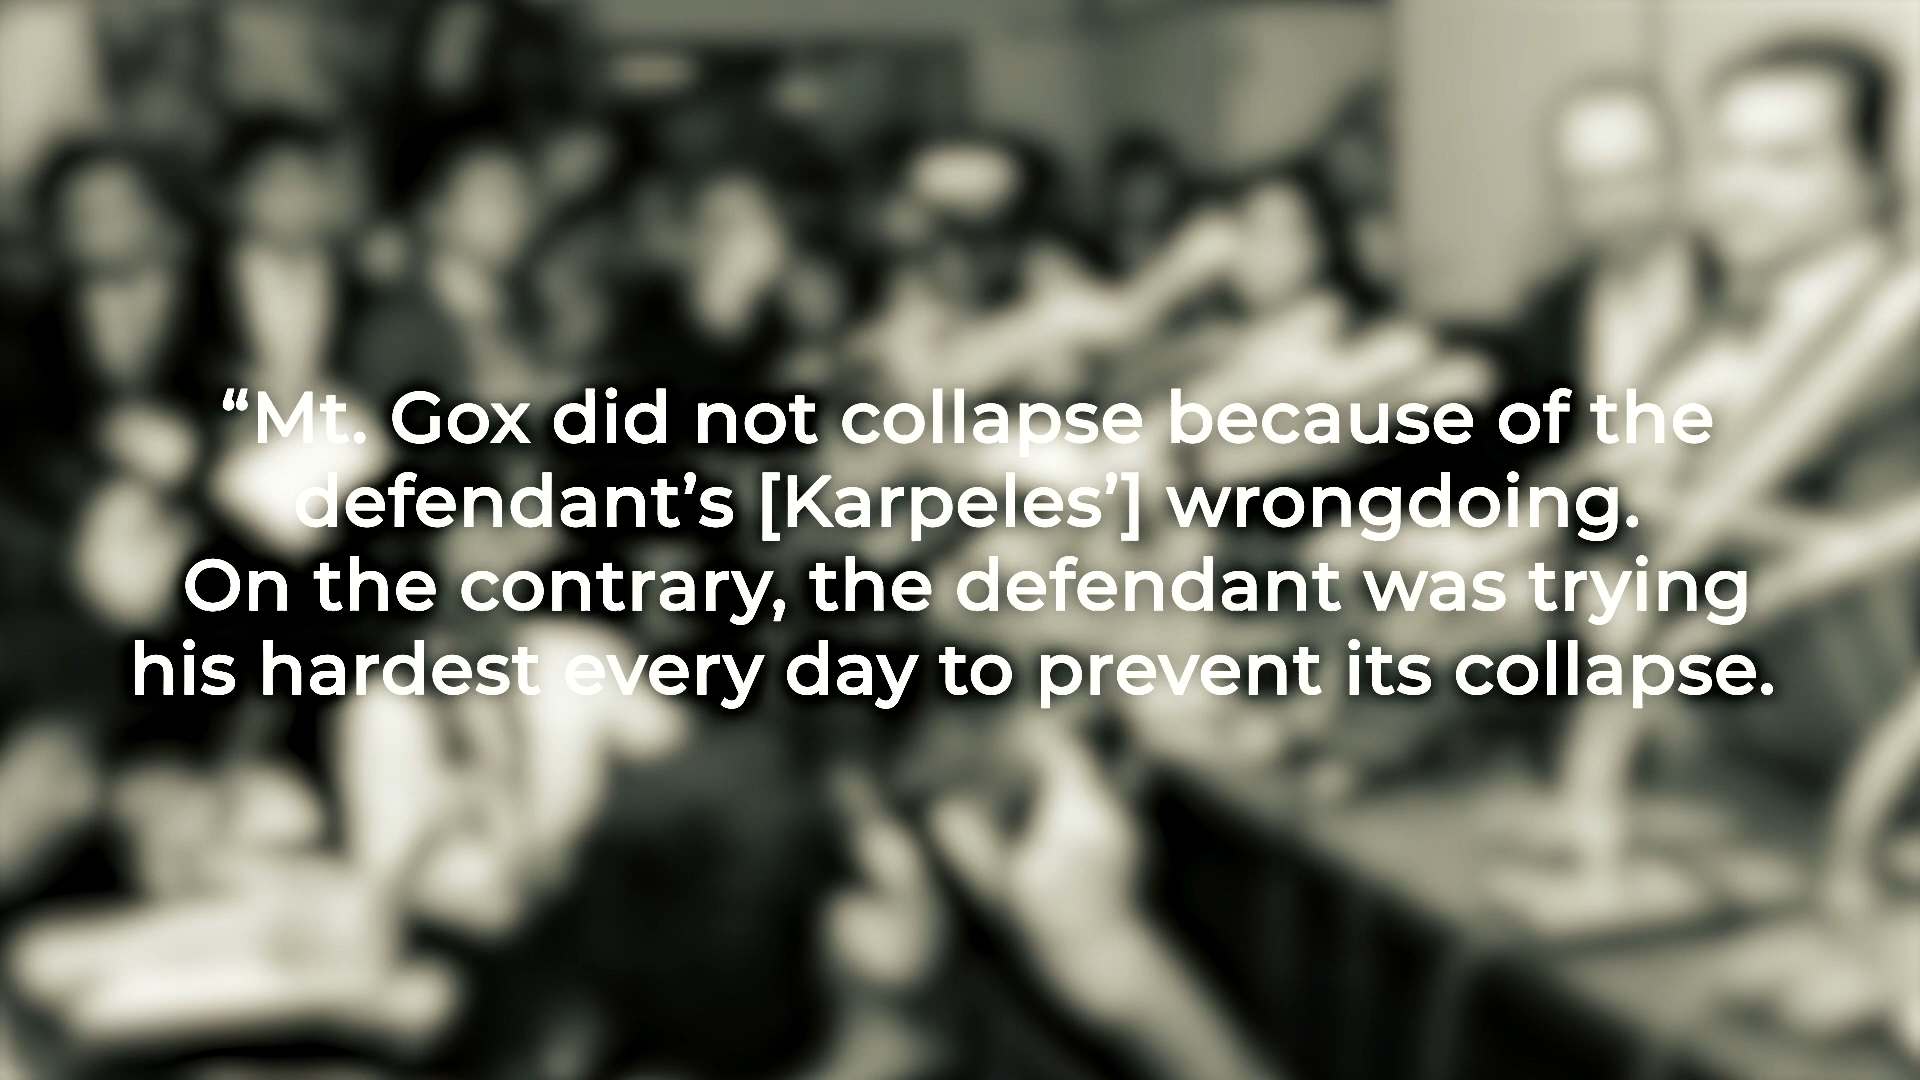 “Mt. Gox did not collapse because of the
defendant’s [Karpeles’] wrongdoing.
On the contrary, the defendant was trying
his hardest every day to prevent its collapse.